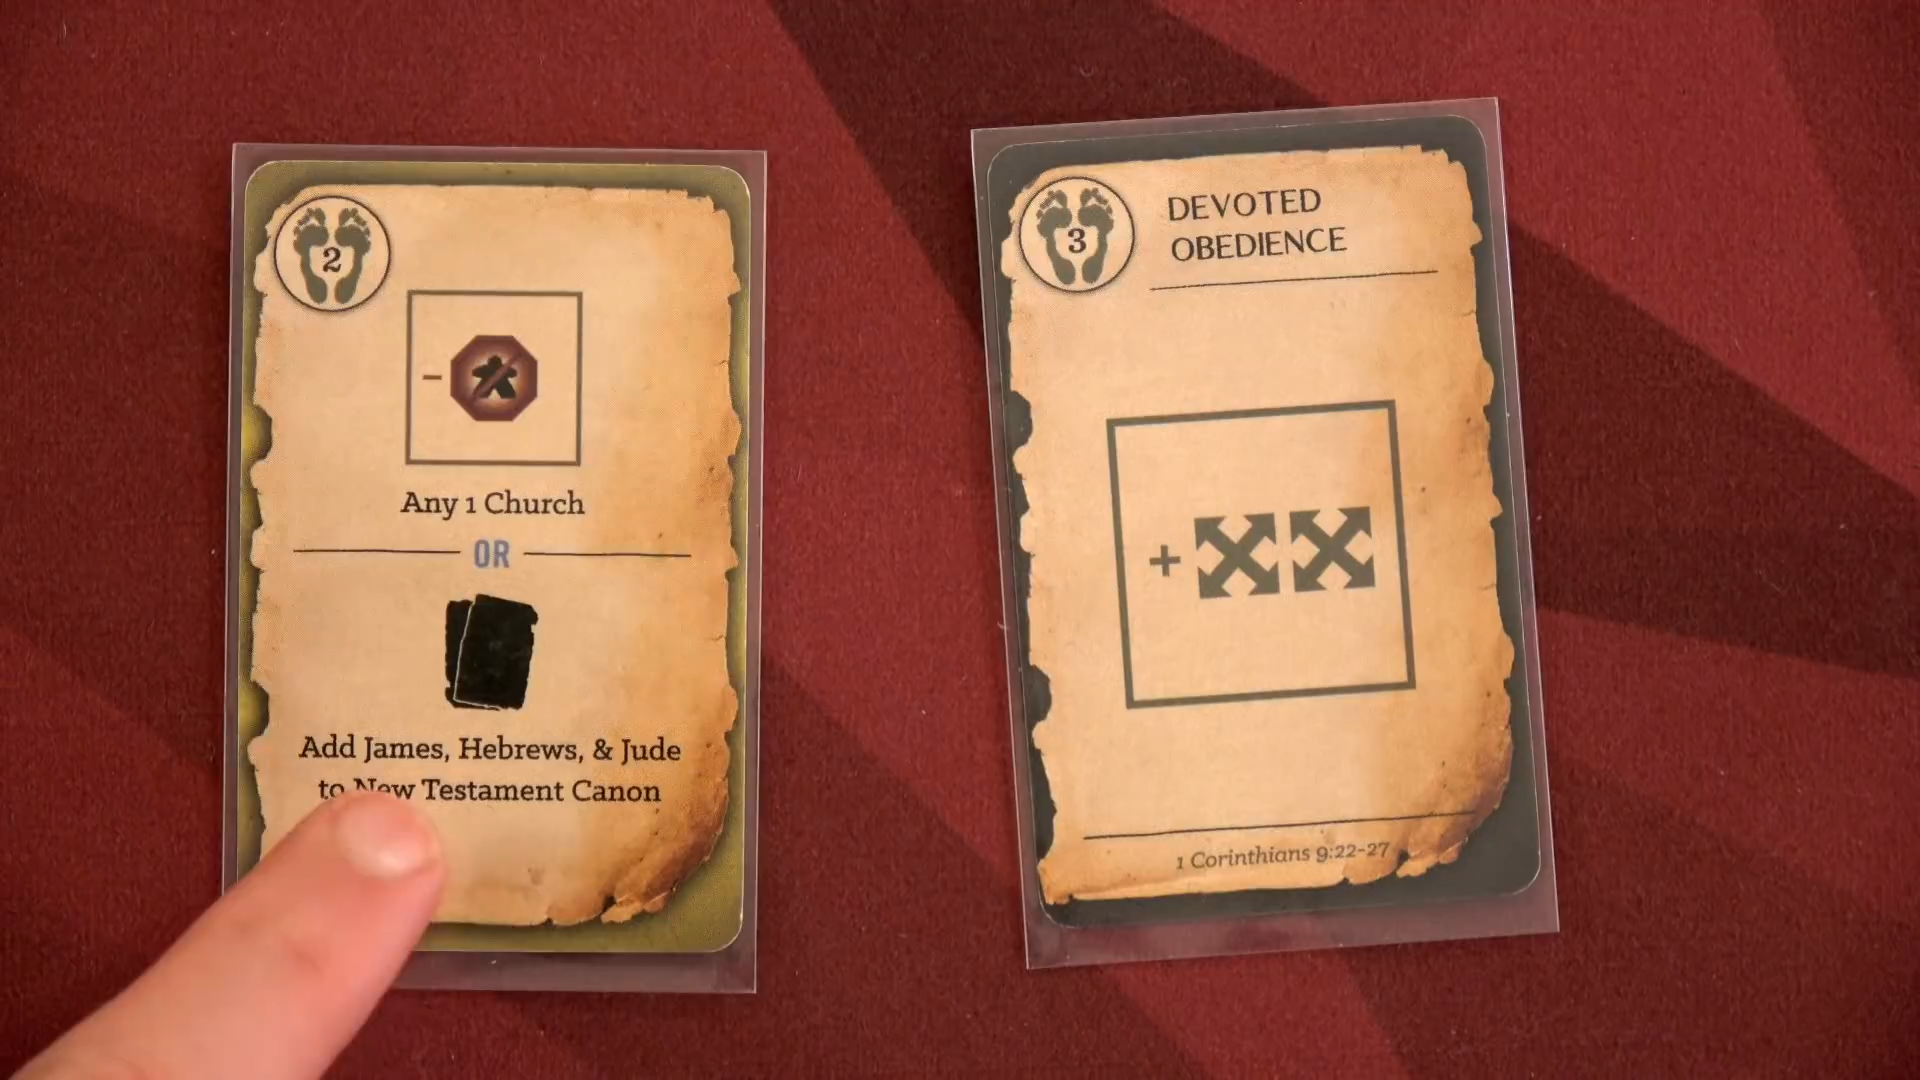 2
–
Any 1 Church
OR
Add James, Hebrews, & Jude
to New Testament Canon
3
DEVOTED
OBEDIENCE
+
1 Corinthians 9:22-27